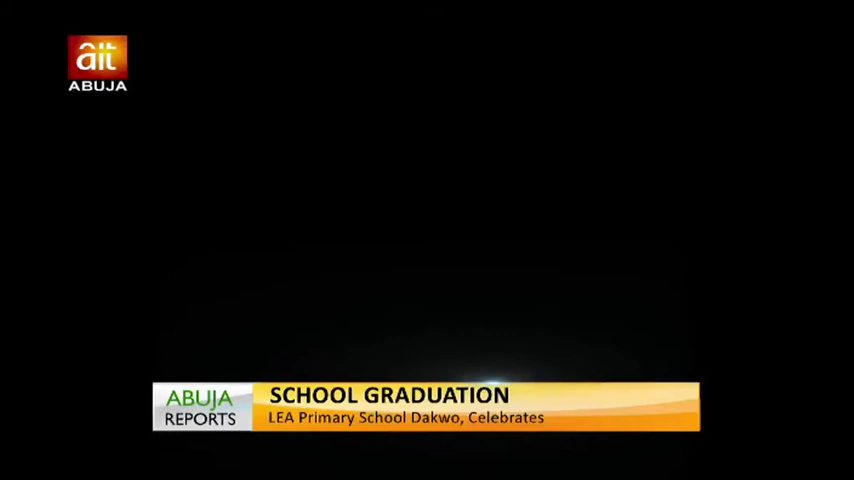 ait
ABUJA
ABUJA
REPORTS
SCHOOL GRADUATION
LEA Primary School Dakwo, Celebrates